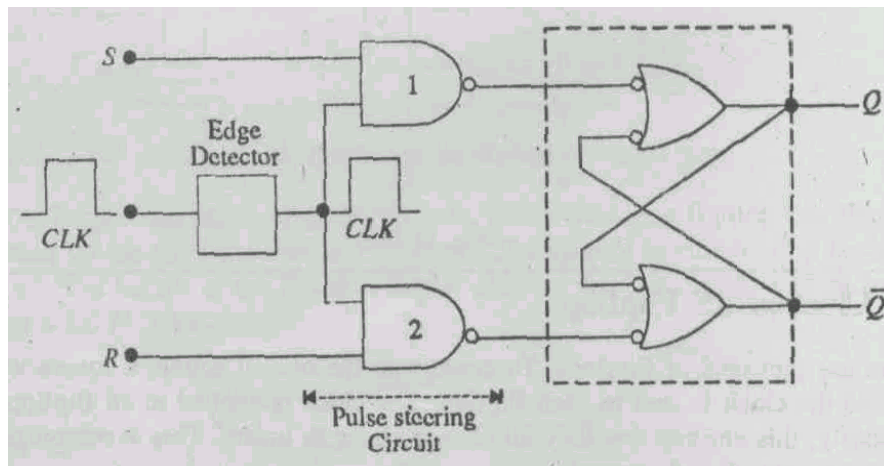 S
1
Q
Edge
Detector
CLK
CLK
2
Q̅
R
Pulse steering
Circuit